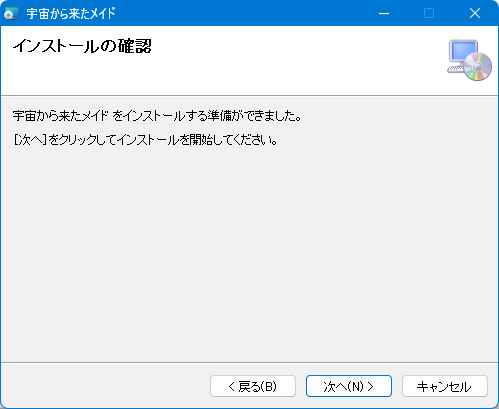 宇宙から来たメイド
インストールの確認
宇宙から来たメイド をインストールする準備ができました。
[次へ]をクリックしてインストールを開始してください。
< 戻る(B)
次へ(N) >
キャンセル